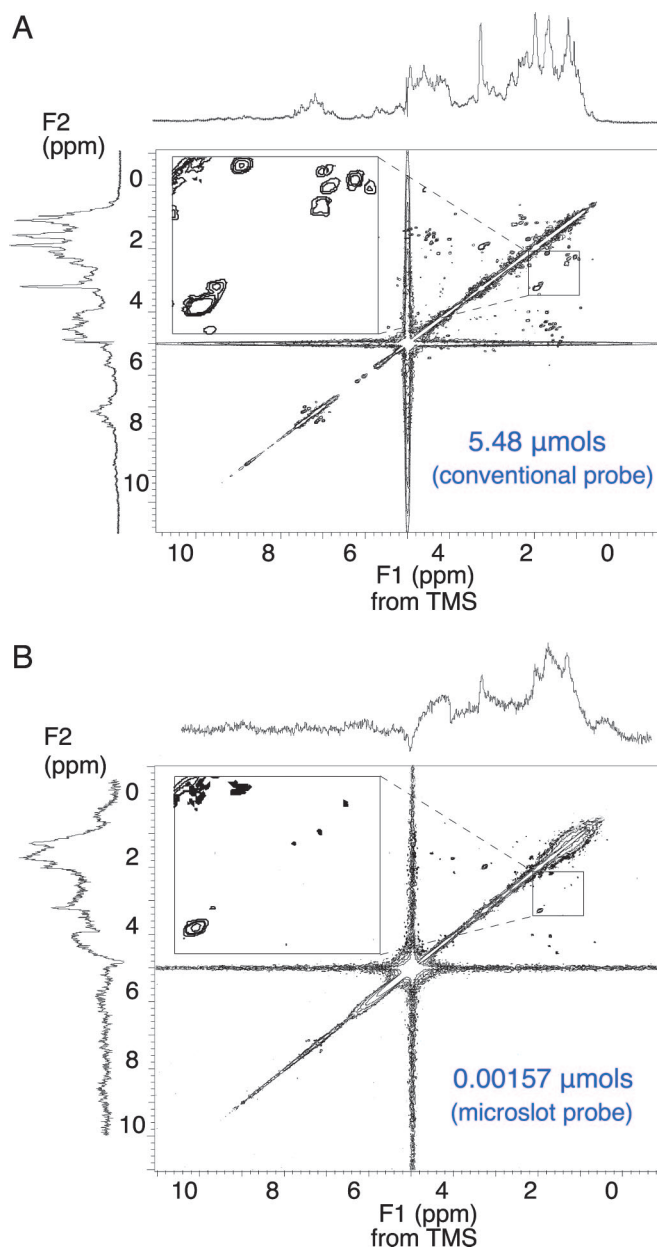 A
F2
(ppm)
0
2
4
6
8
10
5.48 µmols
(conventional probe)
10 8 6 4 2 0
F1 (ppm)
from TMS
B
F2
(ppm)
0
2
4
6
8
10
0.00157 µmols
(microslot probe)
10 8 6 4 2 0
F1 (ppm)
from TMS